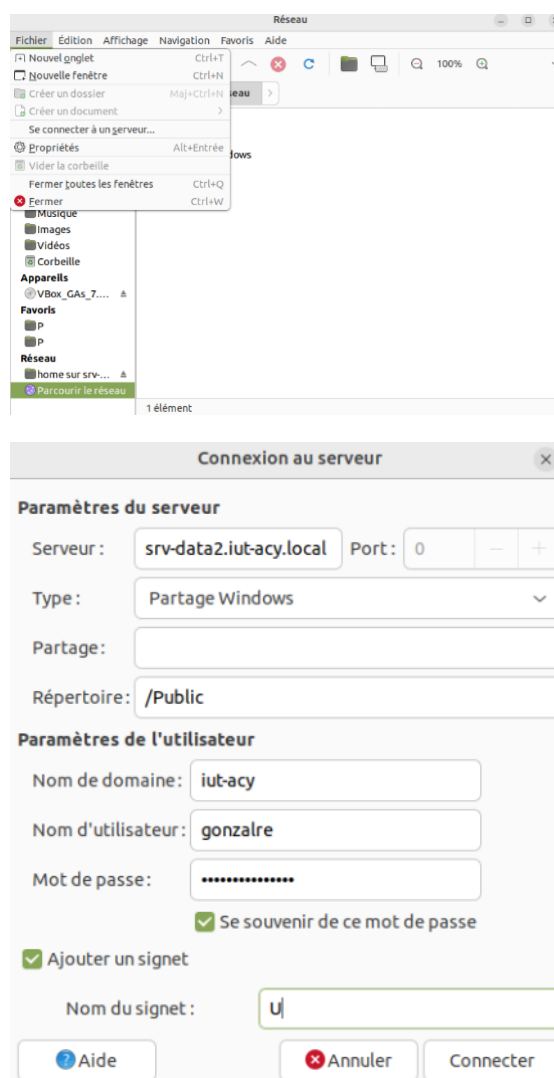 Réseau
Fichier Édition Affichage Navigation Favoris Aide
Nouvel onglet Ctrl+T
Nouvelle fenêtre Ctrl+N
100%
Créer un dossier Maj+Ctrl+N
Créer un document
Se connecter à un serveur...
Propriétés Alt+Entrée
Vider la corbeille
Fermer toutes les fenêtres Ctrl+Q
Fermer Ctrl+W
Musique
Images
Vidéos
Corbeille
Appareils
VBox_GAs_7....
Favoris
P
P
Réseau
home sur srv-...
Parcourir le réseau
1 élément
Connexion au serveur
Paramètres du serveur
Serveur : srv-data2.iut-acy.local Port : 0
Type : Partage Windows
Partage :
Répertoire : /Public
Paramètres de l'utilisateur
Nom de domaine : iut-acy
Nom d'utilisateur : gonzalre
Mot de passe : •••••••••••••••
Se souvenir de ce mot de passe
Ajouter un signet
Nom du signet : U
Aide Annuler Connecter